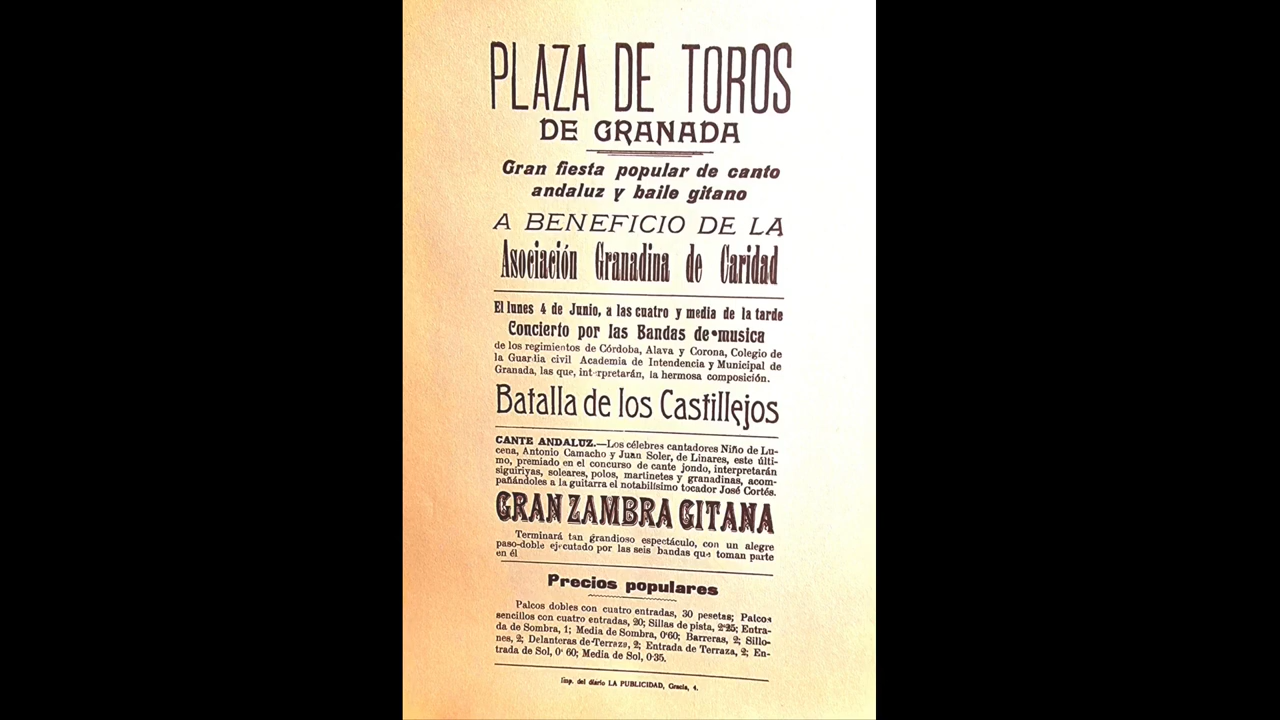 PLAZA DE TOROS
DE GRANADA
Gran fiesta popular de canto
andaluz y baile gitano
A BENEFICIO DE LA
Asociación Granadina de Caridad
El lunes 4 de Junio, a las cuatro y media de la tarde
Concierto por las Bandas de•musica
de los regimientos de Córdoba, Alava y Corona, Colegio de
la Guardia civil Academia de Intendencia y Municipal de
Granada, las que, interpretarán, la hermosa composición.
Batalla de los Castillejos
CANTE ANDALUZ.—Los célebres cantadores Niño de Lu-
cena, Antonio Camacho y Juan Soler, de Linares, este últi-
mo, premiado en el concurso de cante jondo, interpretarán
siguiriyas, soleares, polos, martinetes y granadinas, acom-
pañándoles a la guitarra el notabilísimo tocador José Cortés.
GRAN ZAMBRA GITANA
Terminará tan grandioso espectáculo, con un alegre
paso-doble ejecutado por las seis bandas que toman parte
en él
Precios populares
Palcos dobles con cuatro entradas, 30 pesetas; Palcos
sencillos con cuatro entradas, 20; Sillas de pista, 2'25; Entra-
da de Sombra, 1; Media de Sombra, 0'60; Barreras, 2; Sillo-
nes, 2; Delanteras de Terraza, 2; Entrada de Terraza, 2; En-
trada de Sol, 0'60; Media de Sol, 0·35.
Imp. del diario LA PUBLICIDAD, Gracia, 4.